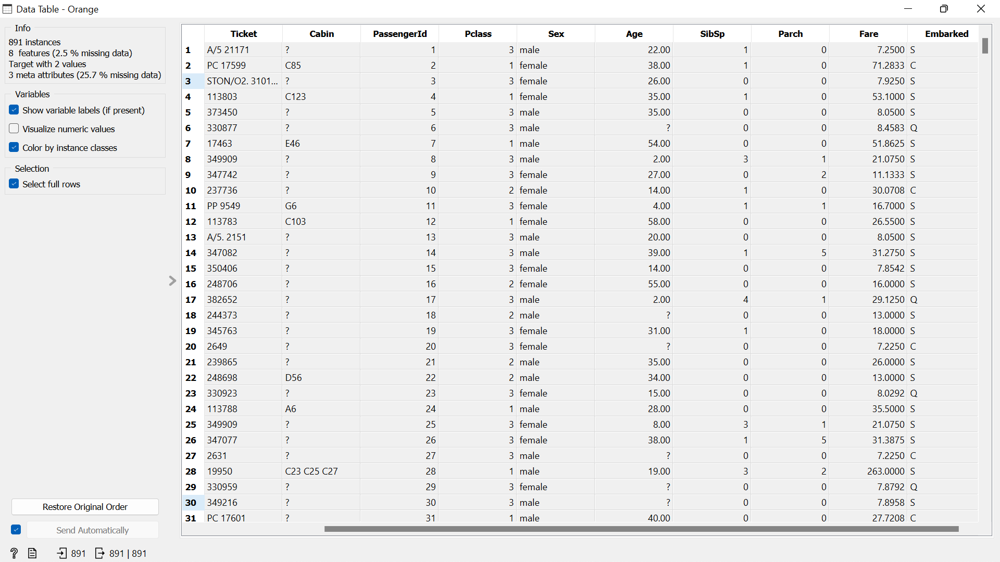 Data Table - Orange
Info
891 instances
8 features (2.5 % missing data)
Target with 2 values
3 meta attributes (25.7 % missing data)
Variables
Show variable labels (if present)
Visualize numeric values
Color by instance classes
Selection
Select full rows
Restore Original Order
Send Automatically
? 891 891 | 891
Ticket Cabin PassengerId Pclass Sex Age SibSp Parch Fare Embarked
1 A/5 21171 ? 1 3 male 22.00 1 0 7.2500 S
2 PC 17599 C85 2 1 female 38.00 1 0 71.2833 C
3 STON/O2. 3101... ? 3 3 female 26.00 0 0 7.9250 S
4 113803 C123 4 1 female 35.00 1 0 53.1000 S
5 373450 ? 5 3 male 35.00 0 0 8.0500 S
6 330877 ? 6 3 male ? 0 0 8.4583 Q
7 17463 E46 7 1 male 54.00 0 0 51.8625 S
8 349909 ? 8 3 male 2.00 3 1 21.0750 S
9 347742 ? 9 3 female 27.00 0 2 11.1333 S
10 237736 ? 10 2 female 14.00 1 0 30.0708 C
11 PP 9549 G6 11 3 female 4.00 1 1 16.7000 S
12 113783 C103 12 1 female 58.00 0 0 26.5500 S
13 A/5. 2151 ? 13 3 male 20.00 0 0 8.0500 S
14 347082 ? 14 3 male 39.00 1 5 31.2750 S
15 350406 ? 15 3 female 14.00 0 0 7.8542 S
16 248706 ? 16 2 female 55.00 0 0 16.0000 S
17 382652 ? 17 3 male 2.00 4 1 29.1250 Q
18 244373 ? 18 2 male ? 0 0 13.0000 S
19 345763 ? 19 3 female 31.00 1 0 18.0000 S
20 2649 ? 20 3 female ? 0 0 7.2250 C
21 239865 ? 21 2 male 35.00 0 0 26.0000 S
22 248698 D56 22 2 male 34.00 0 0 13.0000 S
23 330923 ? 23 3 female 15.00 0 0 8.0292 Q
24 113788 A6 24 1 male 28.00 0 0 35.5000 S
25 349909 ? 25 3 female 8.00 3 1 21.0750 S
26 347077 ? 26 3 female 38.00 1 5 31.3875 S
27 2631 ? 27 3 male ? 0 0 7.2250 C
28 19950 C23 C25 C27 28 1 male 19.00 3 2 263.0000 S
29 330959 ? 29 3 female ? 0 0 7.8792 Q
30 349216 ? 30 3 male ? 0 0 7.8958 S
31 PC 17601 ? 31 1 male 40.00 0 0 27.7208 C